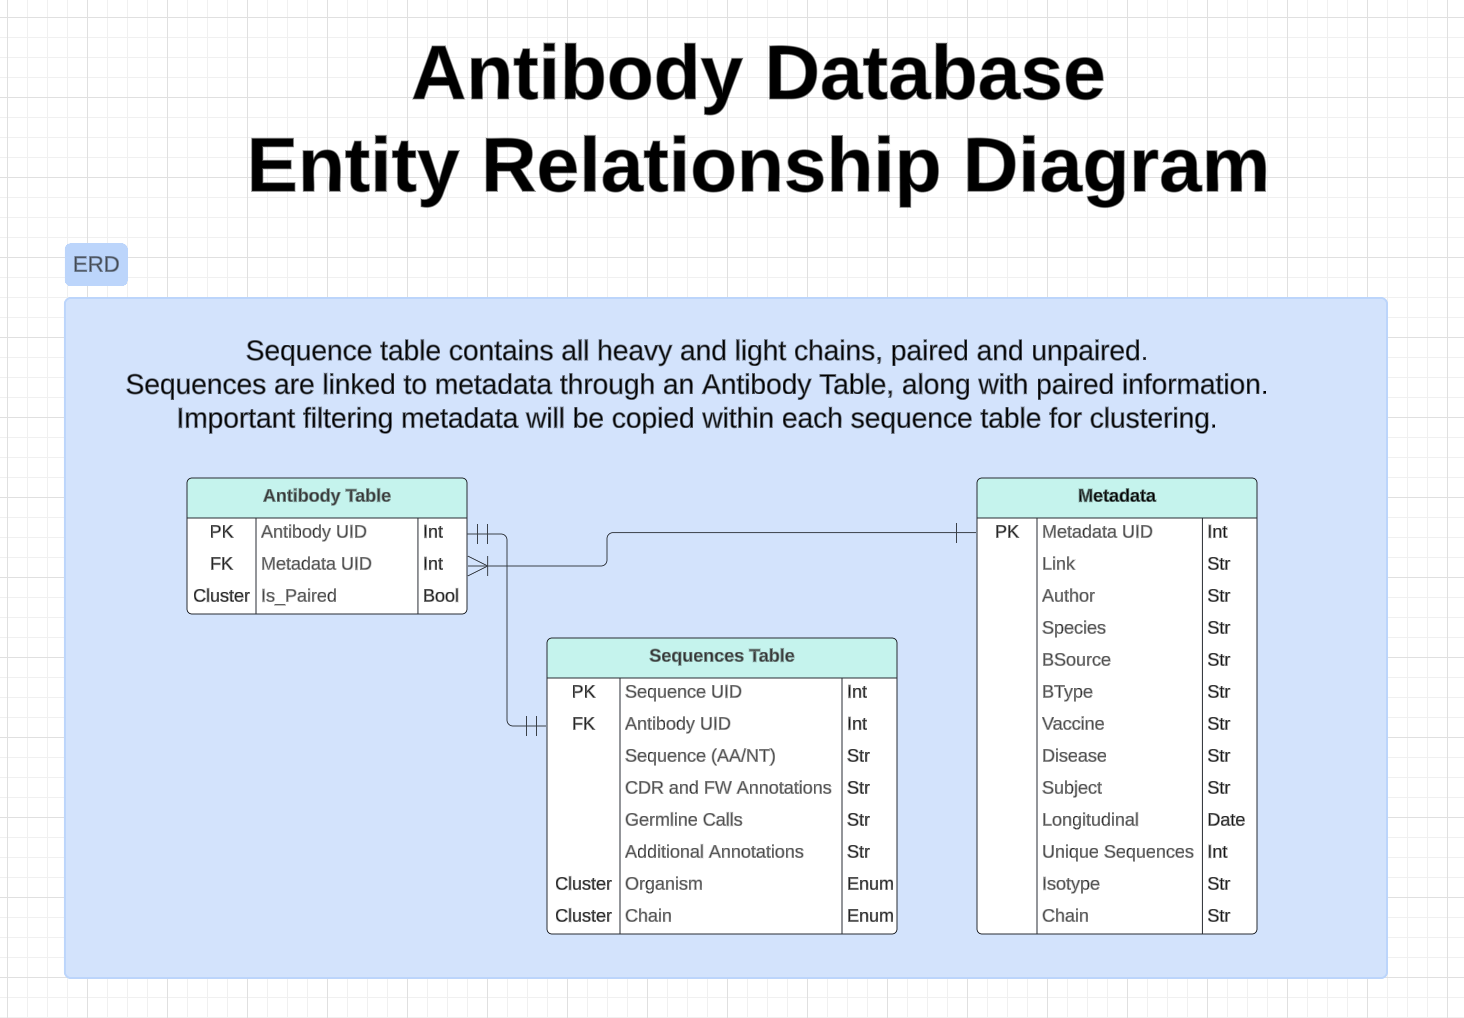 Antibody Database
Entity Relationship Diagram
ERD
Sequence table contains all heavy and light chains, paired and unpaired.
Sequences are linked to metadata through an Antibody Table, along with paired information.
Important filtering metadata will be copied within each sequence table for clustering.
Antibody Table
PK Antibody UID Int
FK Metadata UID Int
Cluster Is_Paired Bool
Sequences Table
PK Sequence UID Int
FK Antibody UID Int
Sequence (AA/NT) Str
CDR and FW Annotations Str
Germline Calls Str
Additional Annotations Str
Cluster Organism Enum
Cluster Chain Enum
Metadata
PK Metadata UID Int
Link Str
Author Str
Species Str
BSource Str
BType Str
Vaccine Str
Disease Str
Subject Str
Longitudinal Date
Unique Sequences Int
Isotype Str
Chain Str